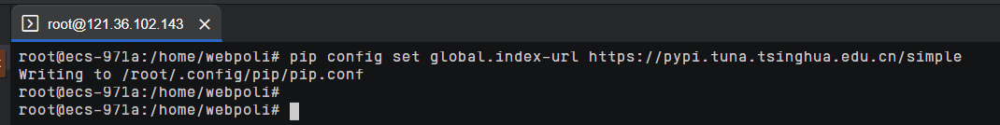 root@121.36.102.143
root@ecs-971a:/home/webpoli# pip config set global.index-url https://pypi.tuna.tsinghua.edu.cn/simple
Writing to /root/.config/pip/pip.conf
root@ecs-971a:/home/webpoli#
root@ecs-971a:/home/webpoli#